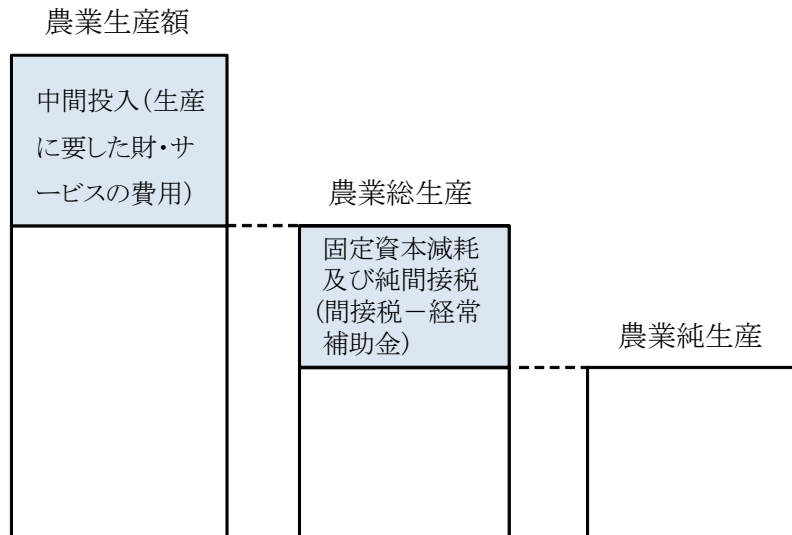 農業生産額
中間投入（生産
に要した財・サ
ービスの費用）
農業総生産
固定資本減耗
及び純間接税
(間接税－経常
補助金)
農業純生産